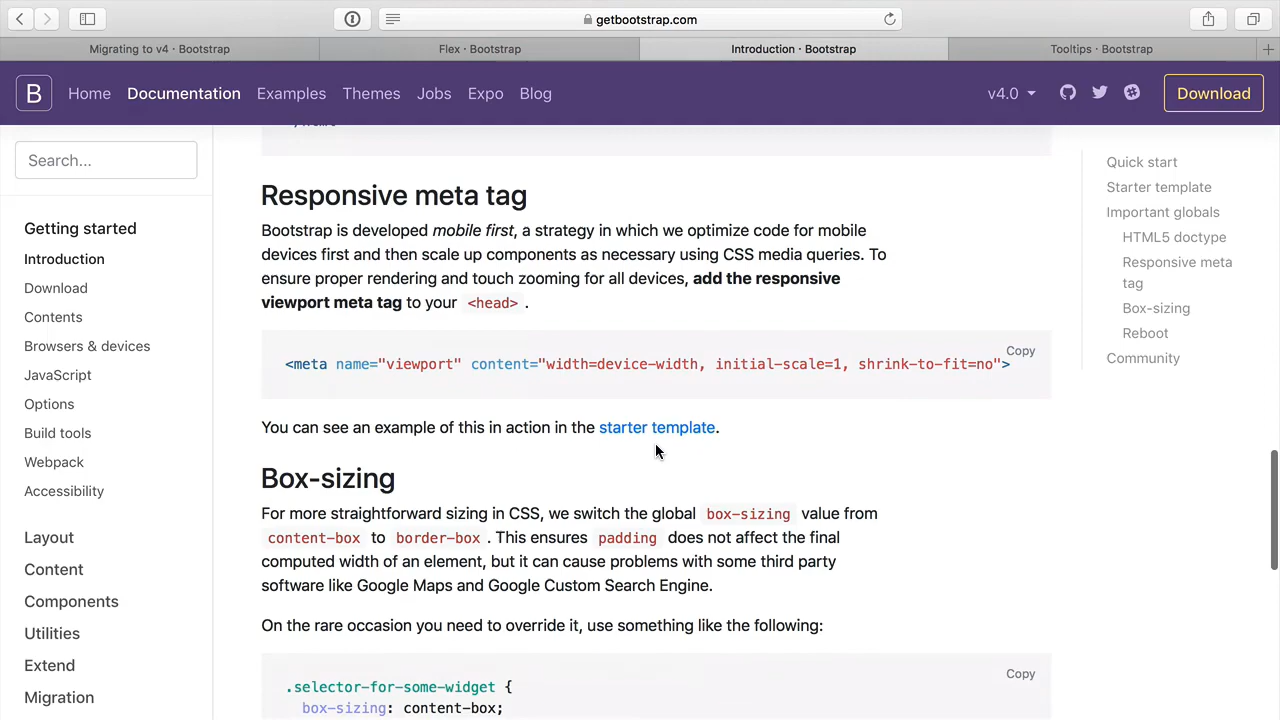 getbootstrap.com
Migrating to v4 · Bootstrap
Flex · Bootstrap
Introduction · Bootstrap
Tooltips · Bootstrap
B
Home
Documentation
Examples
Themes
Jobs
Expo
Blog
v4.0
Download
Search...
Getting started
Introduction
Download
Contents
Browsers & devices
JavaScript
Options
Build tools
Webpack
Accessibility
Layout
Content
Components
Utilities
Extend
Migration
Responsive meta tag
Bootstrap is developed mobile first, a strategy in which we optimize code for mobile
devices first and then scale up components as necessary using CSS media queries. To
ensure proper rendering and touch zooming for all devices, add the responsive
viewport meta tag to your <head> .
Copy
<meta name="viewport" content="width=device-width, initial-scale=1, shrink-to-fit=no">
You can see an example of this in action in the starter template.
Box-sizing
For more straightforward sizing in CSS, we switch the global box-sizing value from
content-box to border-box . This ensures padding does not affect the final
computed width of an element, but it can cause problems with some third party
software like Google Maps and Google Custom Search Engine.
On the rare occasion you need to override it, use something like the following:
Copy
.selector-for-some-widget {
box-sizing: content-box;
Quick start
Starter template
Important globals
HTML5 doctype
Responsive meta
tag
Box-sizing
Reboot
Community